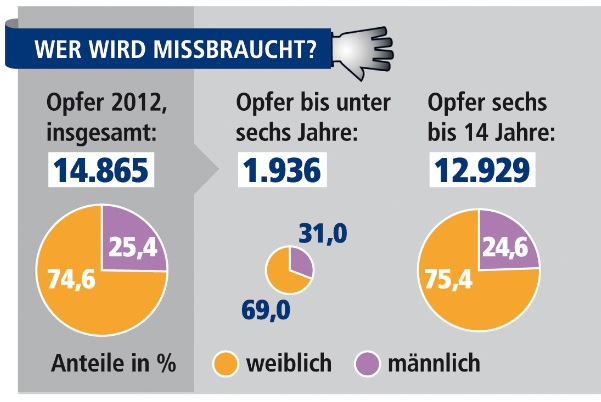 WER WIRD MISSBRAUCHT?
Opfer 2012,
insgesamt:
14.865
25,4
74,6
Anteile in %
Opfer bis unter
sechs Jahre:
1.936
31,0
69,0
Opfer sechs
bis 14 Jahre:
12.929
24,6
75,4
weiblich
männlich